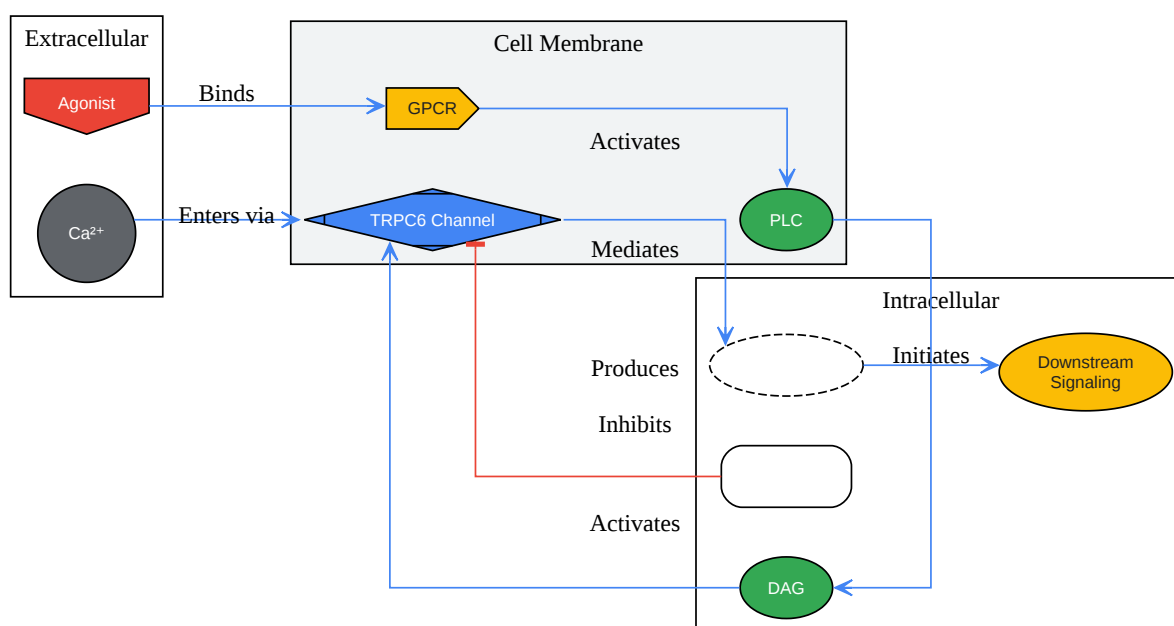 Extracellular
Cell Membrane
Agonist
Binds
GPCR
Activates
Ca²⁺
Enters via
TRPC6 Channel
PLC
Mediates
Intracellular
Produces
Initiates
Downstream
Signaling
Inhibits
Activates
DAG